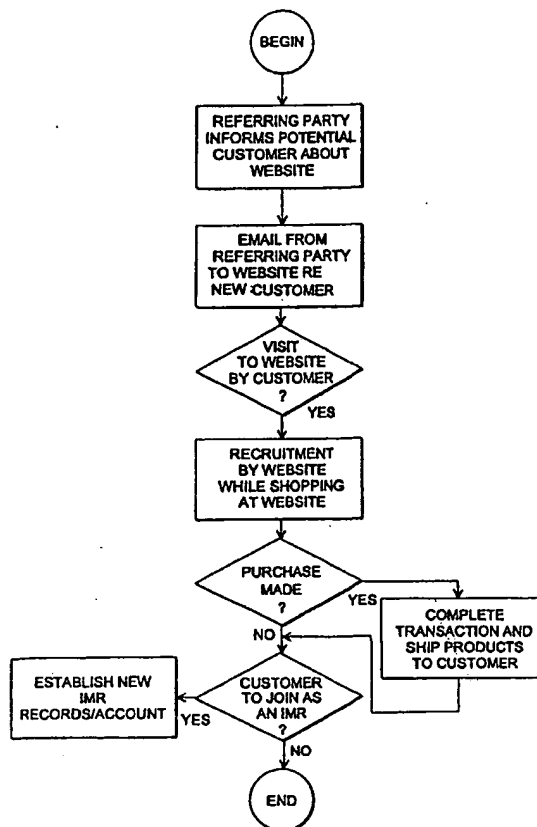 BEGIN
REFERRING PARTY
INFORMS POTENTIAL
CUSTOMER ABOUT
WEBSITE
EMAIL FROM
REFERRING PARTY
TO WEBSITE RE
NEW CUSTOMER
VISIT
TO WEBSITE
BY CUSTOMER
?
YES
RECRUITMENT
BY WEBSITE
WHILE SHOPPING
AT WEBSITE
PURCHASE
MADE
?
YES
NO
COMPLETE
TRANSACTION AND
SHIP PRODUCTS
TO CUSTOMER
CUSTOMER
TO JOIN AS
AN IMR
?
YES
ESTABLISH NEW
IMR
RECORDS/ACCOUNT
NO
END